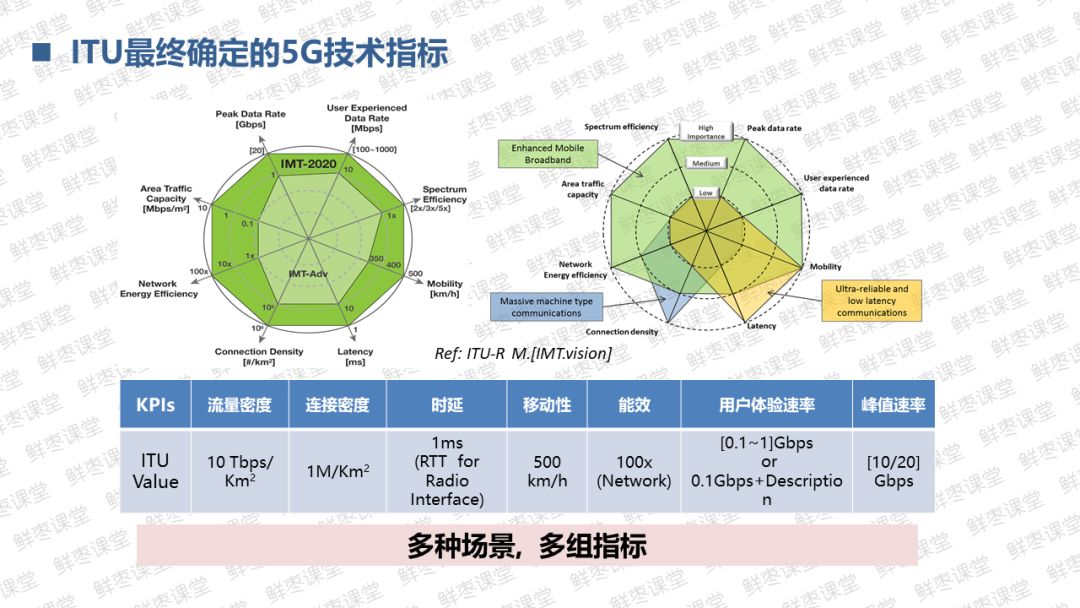 ITU最终确定的5G技术指标
Peak Data Rate
[Gbps]
User Experienced
Data Rate
[Mbps]
[20]
[100~1000]
IMT-2020
1
10
Area Traffic
Capacity
[Mbps/m²]
10
1
0.1
Spectrum
Efficiency
[2x/3x/5x]
1x
Network
Energy Efficiency
100x
10x
1x
IMT-Adv
350
400
500
Mobility
[km/h]
10⁵
10⁶
10
1
Connection Density
[#/km²]
Latency
[ms]
Spectrum efficiency
High
Importance
Peak data rate
Enhanced Mobile
Broadband
Medium
Area traffic
capacity
Low
User experienced
data rate
Network
Energy efficiency
Mobility
Massive machine type
communications
Ultra-reliable and
low latency
communications
Connection density
Latency
Ref: ITU-R M.[IMT.vision]
KPIs 流量密度 连接密度 时延 移动性 能效 用户体验速率 峰值速率
ITU
Value
10 Tbps/
Km²
1M/Km²
1ms
(RTT for
Radio
Interface)
500
km/h
100x
(Network)
[0.1~1]Gbps
or
0.1Gbps+Descriptio
n
[10/20]
Gbps
多种场景，多组指标
鲜枣课堂